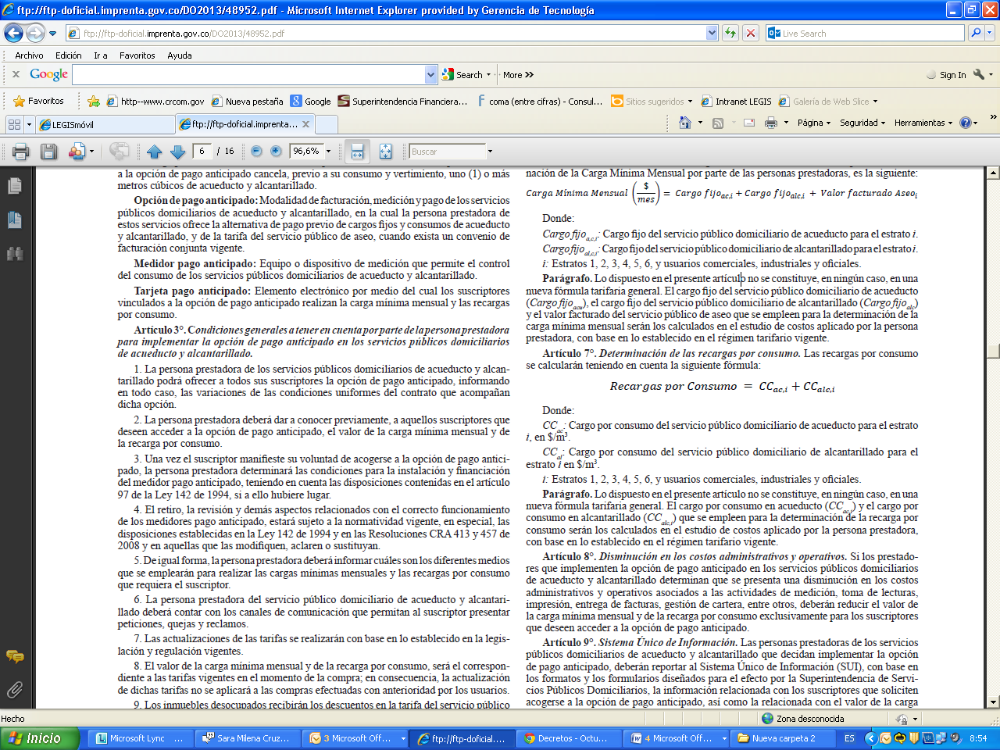 ftp://ftp-doficial.imprenta.gov.co/DO2013/48952.pdf - Microsoft Internet Explorer provided by Gerencia de Tecnología
ftp://ftp-doficial.imprenta.gov.co/DO2013/48952.pdf
Live Search
Archivo Edición Ir a Favoritos Ayuda
x Google Search More »
Sign In
Favoritos http--www.crcom.gov Nueva pestaña Google Superintendencia Financiera... coma (entre cifras) - Consul... Sitios sugeridos Intranet LEGIS Galería de Web Slice
LEGISmóvil ftp://ftp-doficial.imprenta... x Página Seguridad Herramientas
6 / 16 96,6% Buscar
a la opción de pago anticipado cancela, previo a su consumo y vertimiento, uno (1) o más
metros cúbicos de acueducto y alcantarillado.
Opción de pago anticipado: Modalidad de facturación, medición y pago de los servicios
públicos domiciliarios de acueducto y alcantarillado, en la cual la persona prestadora de
estos servicios ofrece la alternativa de pago previo de cargos fijos y consumos de acueducto
y alcantarillado, y de la tarifa del servicio público de aseo, cuando exista un convenio de
facturación conjunta vigente.
Medidor pago anticipado: Equipo o dispositivo de medición que permite el control
del consumo de los servicios públicos domiciliarios de acueducto y alcantarillado.
Tarjeta pago anticipado: Elemento electrónico por medio del cual los suscriptores
vinculados a la opción de pago anticipado realizan la carga mínima mensual y las recargas
por consumo.
Artículo 3°. Condiciones generales a tener en cuenta por parte de la persona prestadora
para implementar la opción de pago anticipado en los servicios públicos domiciliarios
de acueducto y alcantarillado.
1. La persona prestadora de los servicios públicos domiciliarios de acueducto y alcan-
tarillado podrá ofrecer a todos sus suscriptores la opción de pago anticipado, informando
en todo caso, las variaciones de las condiciones uniformes del contrato que acompañan
dicha opción.
2. La persona prestadora deberá dar a conocer previamente, a aquellos suscriptores que
deseen acceder a la opción de pago anticipado, el valor de la carga mínima mensual y de
la recarga por consumo.
3. Una vez el suscriptor manifieste su voluntad de acogerse a la opción de pago antici-
pado, la persona prestadora determinará las condiciones para la instalación y financiación
del medidor pago anticipado, teniendo en cuenta las disposiciones contenidas en el artículo
97 de la Ley 142 de 1994, si a ello hubiere lugar.
4. El retiro, la revisión y demás aspectos relacionados con el correcto funcionamiento
de los medidores pago anticipado, estará sujeto a la normatividad vigente, en especial, las
disposiciones establecidas en la Ley 142 de 1994 y en las Resoluciones CRA 413 y 457 de
2008 y en aquellas que las modifiquen, aclaren o sustituyan.
5. De igual forma, la persona prestadora deberá informar cuáles son los diferentes medios
que se emplearán para realizar las cargas mínimas mensuales y las recargas por consumo
que requiera el suscriptor.
6. La persona prestadora del servicio público domiciliario de acueducto y alcantari-
llado deberá contar con los canales de comunicación que permitan al suscriptor presentar
peticiones, quejas y reclamos.
7. Las actualizaciones de las tarifas se realizarán con base en lo establecido en la legis-
lación y regulación vigentes.
8. El valor de la carga mínima mensual y de la recarga por consumo, será el correspon-
diente a las tarifas vigentes en el momento de la compra; en consecuencia, la actualización
de dichas tarifas no se aplicará a las compras efectuadas con anterioridad por los usuarios.
9. Los inmuebles desocupados recibirán los descuentos en la tarifa del servicio público
nación de la Carga Mínima Mensual por parte de las personas prestadoras, es la siguiente:
Carga Mínima Mensual ($/mes) = Cargo fijo ac,i + Cargo fijo alc,i + Valor facturado Aseo i
Donde:
Cargo fijo a,c,i: Cargo fijo del servicio público domiciliario de acueducto para el estrato i.
Cargo fijo al,c,i: Cargo fijo del servicio público domiciliario de alcantarillado para el estrato i.
i: Estratos 1, 2, 3, 4, 5, 6, y usuarios comerciales, industriales y oficiales.
Parágrafo. Lo dispuesto en el presente artículo no se constituye, en ningún caso, en una
nueva fórmula tarifaria general. El cargo fijo del servicio público domiciliario de acueducto
(Cargo fijo acu), el cargo fijo del servicio público domiciliario de alcantarillado (Cargo fijo alc)
y el valor facturado del servicio público de aseo que se empleen para la determinación de la
carga mínima mensual serán los calculados en el estudio de costos aplicado por la persona
prestadora, con base en lo establecido en el régimen tarifario vigente.
Artículo 7°. Determinación de las recargas por consumo. Las recargas por consumo
se calcularán teniendo en cuenta la siguiente fórmula:
Recargas por Consumo = CC ac,i + CC alc,i
Donde:
CC ac: Cargo por consumo del servicio público domiciliario de acueducto para el estrato
i, en $/m³.
CC al: Cargo por consumo del servicio público domiciliario de alcantarillado para el
estrato i en $/m³.
i: Estratos 1, 2, 3, 4, 5, 6, y usuarios comerciales, industriales y oficiales.
Parágrafo. Lo dispuesto en el presente artículo no se constituye, en ningún caso, en una
nueva fórmula tarifaria general. El cargo por consumo en acueducto (CC ac,i) y el cargo por
consumo en alcantarillado (CC alc,i) que se empleen para la determinación de la recarga por
consumo serán los calculados en el estudio de costos aplicado por la persona prestadora,
con base en lo establecido en el régimen tarifario vigente.
Artículo 8°. Disminución en los costos administrativos y operativos. Si los prestado-
res que implementen la opción de pago anticipado en los servicios públicos domiciliarios
de acueducto y alcantarillado determinan que se presenta una disminución en los costos
administrativos y operativos asociados a las actividades de medición, toma de lecturas,
impresión, entrega de facturas, gestión de cartera, entre otros, deberán reducir el valor de
la carga mínima mensual y de la recarga por consumo exclusivamente para los suscriptores
que deseen acceder a la opción de pago anticipado.
Artículo 9°. Sistema Único de Información. Las personas prestadoras de los servicios
públicos domiciliarios de acueducto y alcantarillado que decidan implementar la opción
de pago anticipado, deberán reportar al Sistema Único de Información (SUI), con base en
los formatos y los formularios diseñados para el efecto por la Superintendencia de Servi-
cios Públicos Domiciliarios, la información relacionada con los suscriptores que soliciten
acogerse a la opción de pago anticipado, así como la relacionada con el valor de la carga
Hecho Zona desconocida
Inicio Microsoft Lync ... Sara Milena Cruz... 3 Microsoft Off... ftp://ftp-doficial.... Decretos - Octu... 4 Microsoft Off... Nueva carpeta 2 ES 8:54